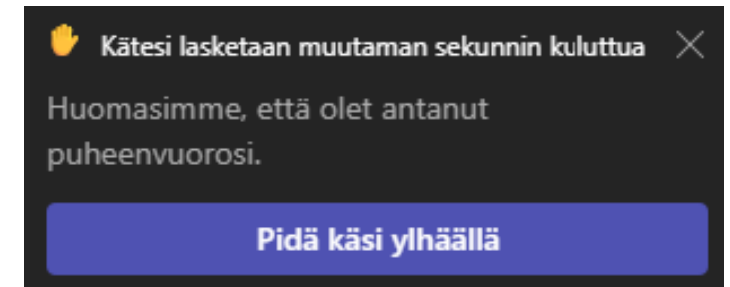 Kätesi lasketaan muutaman sekunnin kuluttua
Huomasimme, että olet antanut
puheenvuorosi.
Pidä käsi ylhäällä